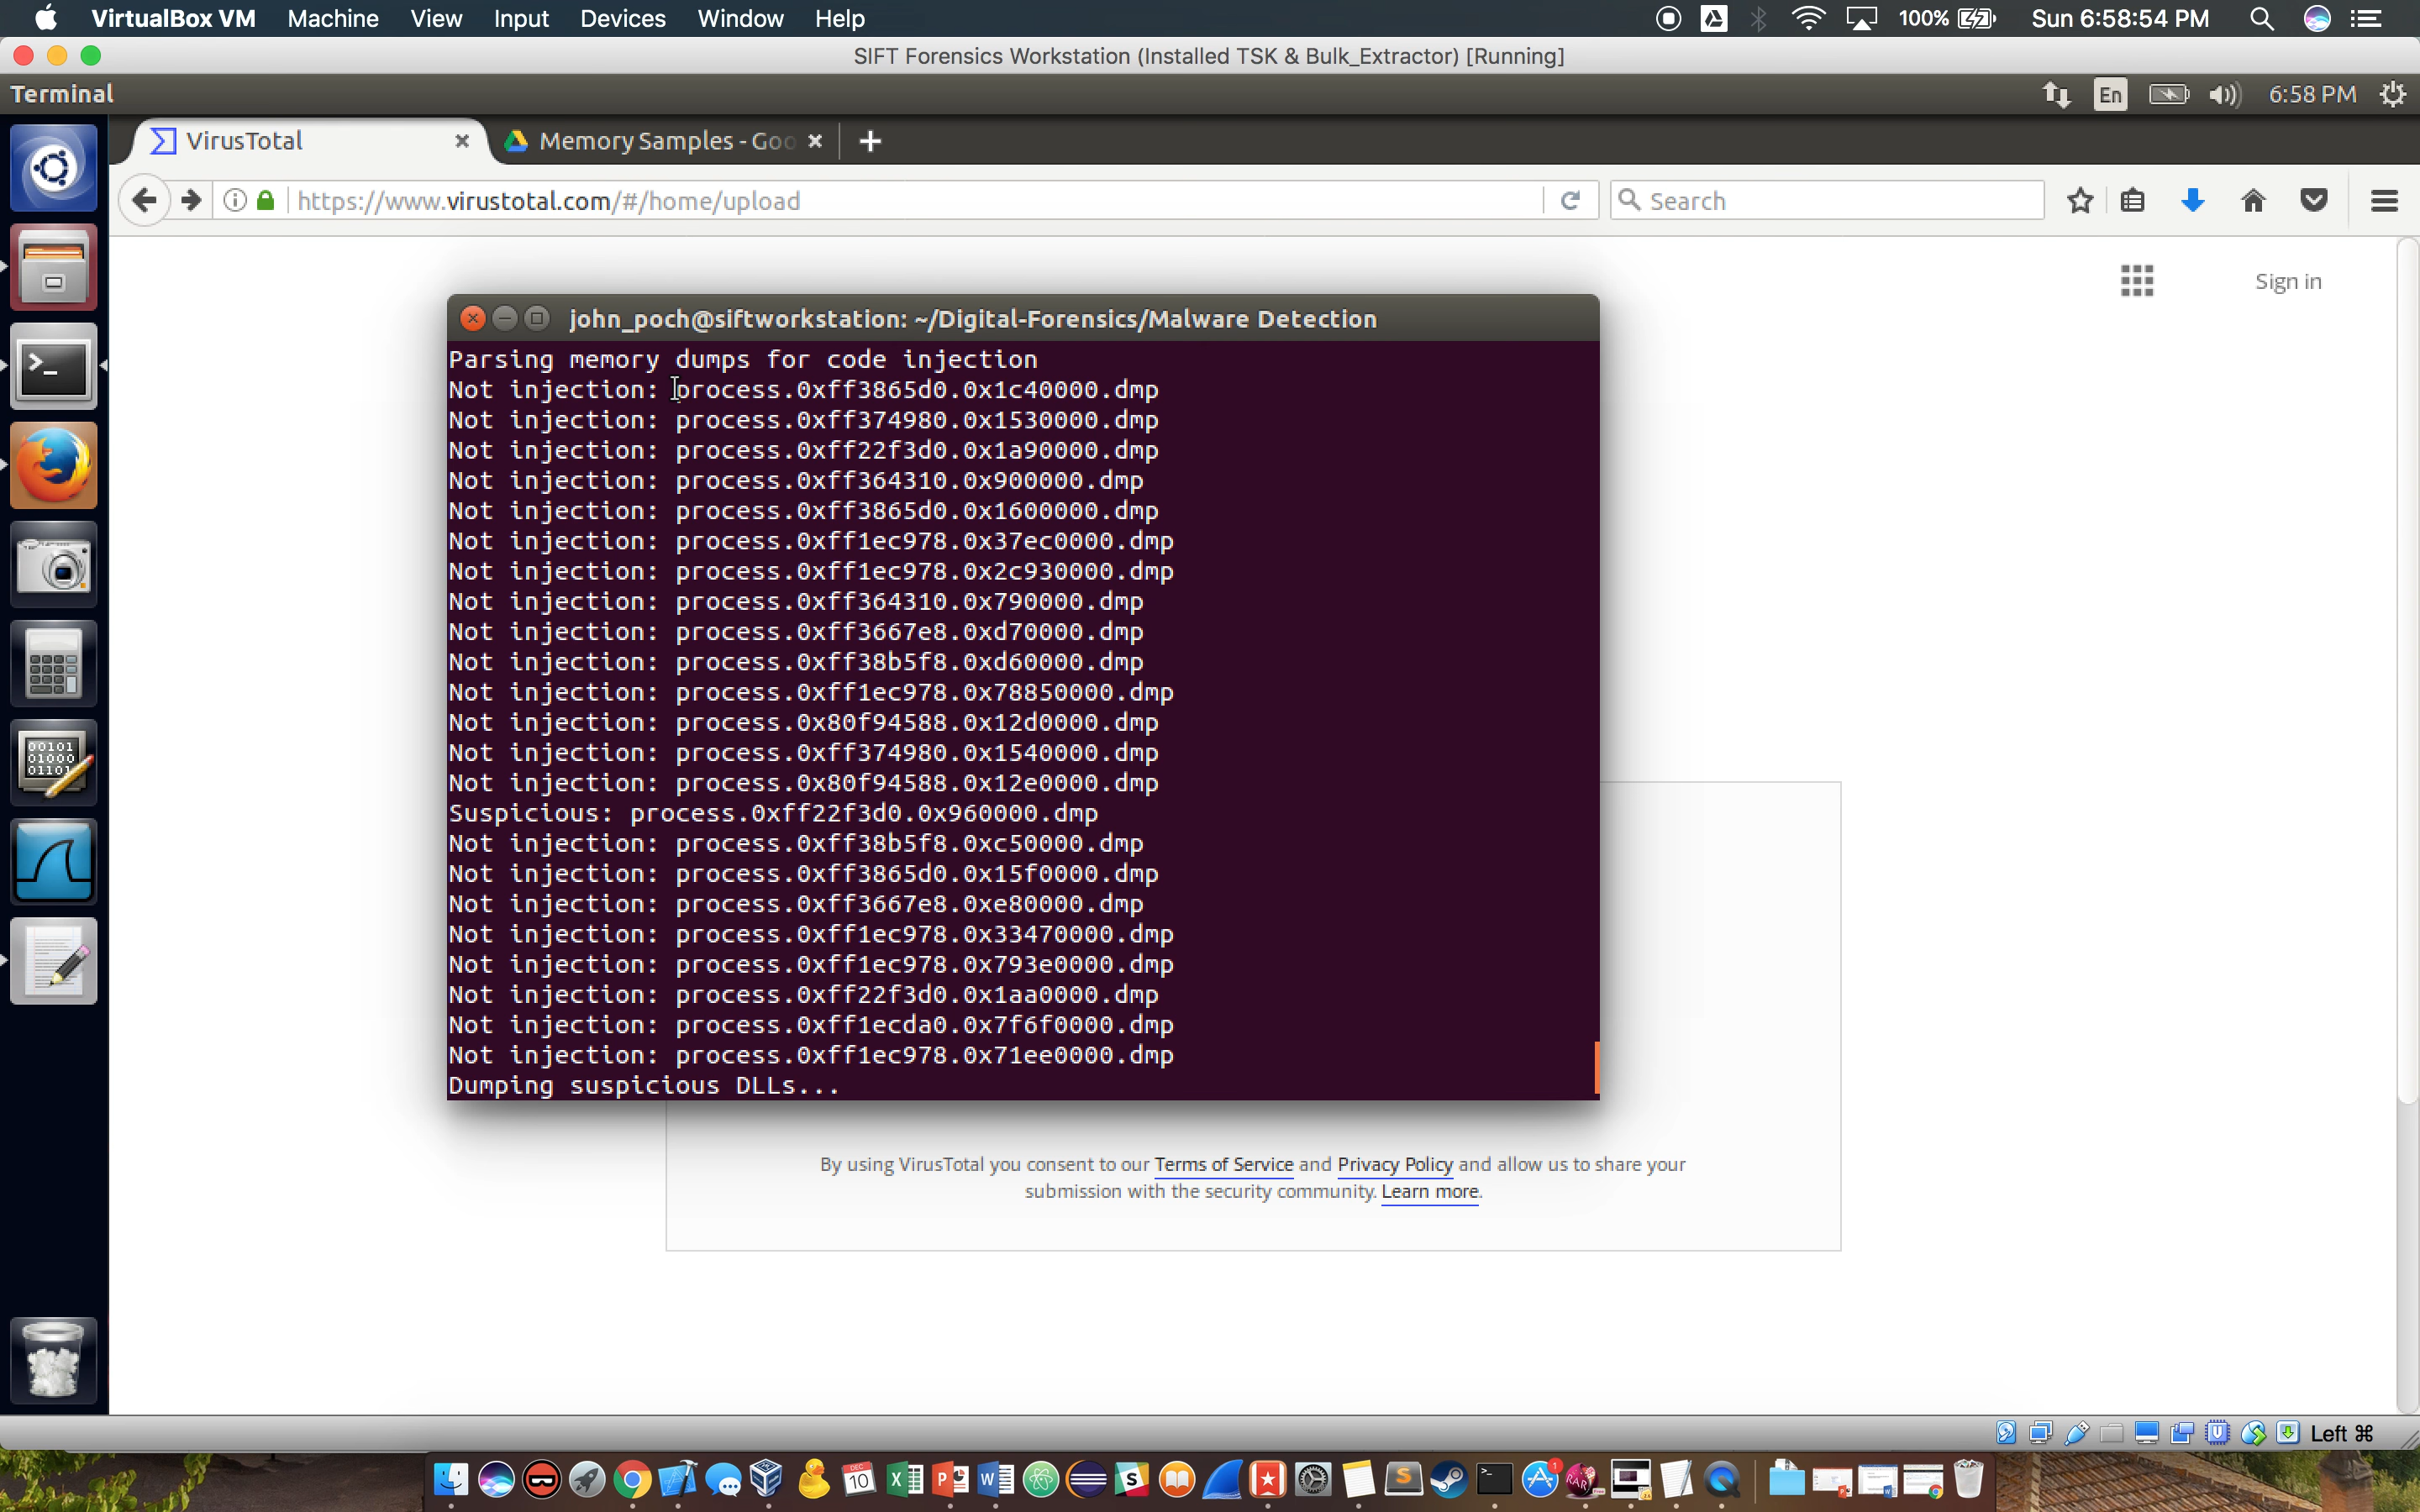 VirtualBox VM Machine View Input Devices Window Help 100% Sun 6:58:54 PM
SIFT Forensics Workstation (Installed TSK & Bulk_Extractor) [Running]
Terminal En 6:58 PM
VirusTotal Memory Samples - Goo
https://www.virustotal.com/#/home/upload Search
Sign in
john_poch@siftworkstation: ~/Digital-Forensics/Malware Detection
Parsing memory dumps for code injection
Not injection: process.0xff3865d0.0x1c40000.dmp
Not injection: process.0xff374980.0x1530000.dmp
Not injection: process.0xff22f3d0.0x1a90000.dmp
Not injection: process.0xff364310.0x900000.dmp
Not injection: process.0xff3865d0.0x1600000.dmp
Not injection: process.0xff1ec978.0x37ec0000.dmp
Not injection: process.0xff1ec978.0x2c930000.dmp
Not injection: process.0xff364310.0x790000.dmp
Not injection: process.0xff3667e8.0xd70000.dmp
Not injection: process.0xff38b5f8.0xd60000.dmp
Not injection: process.0xff1ec978.0x78850000.dmp
Not injection: process.0x80f94588.0x12d0000.dmp
Not injection: process.0xff374980.0x1540000.dmp
Not injection: process.0x80f94588.0x12e0000.dmp
Suspicious: process.0xff22f3d0.0x960000.dmp
Not injection: process.0xff38b5f8.0xc50000.dmp
Not injection: process.0xff3865d0.0x15f0000.dmp
Not injection: process.0xff3667e8.0xe80000.dmp
Not injection: process.0xff1ec978.0x33470000.dmp
Not injection: process.0xff1ec978.0x793e0000.dmp
Not injection: process.0xff22f3d0.0x1aa0000.dmp
Not injection: process.0xff1ecda0.0x7f6f0000.dmp
Not injection: process.0xff1ec978.0x71ee0000.dmp
Dumping suspicious DLLs...
By using VirusTotal you consent to our Terms of Service and Privacy Policy and allow us to share your
submission with the security community. Learn more.
Left ⌘
DEC
10